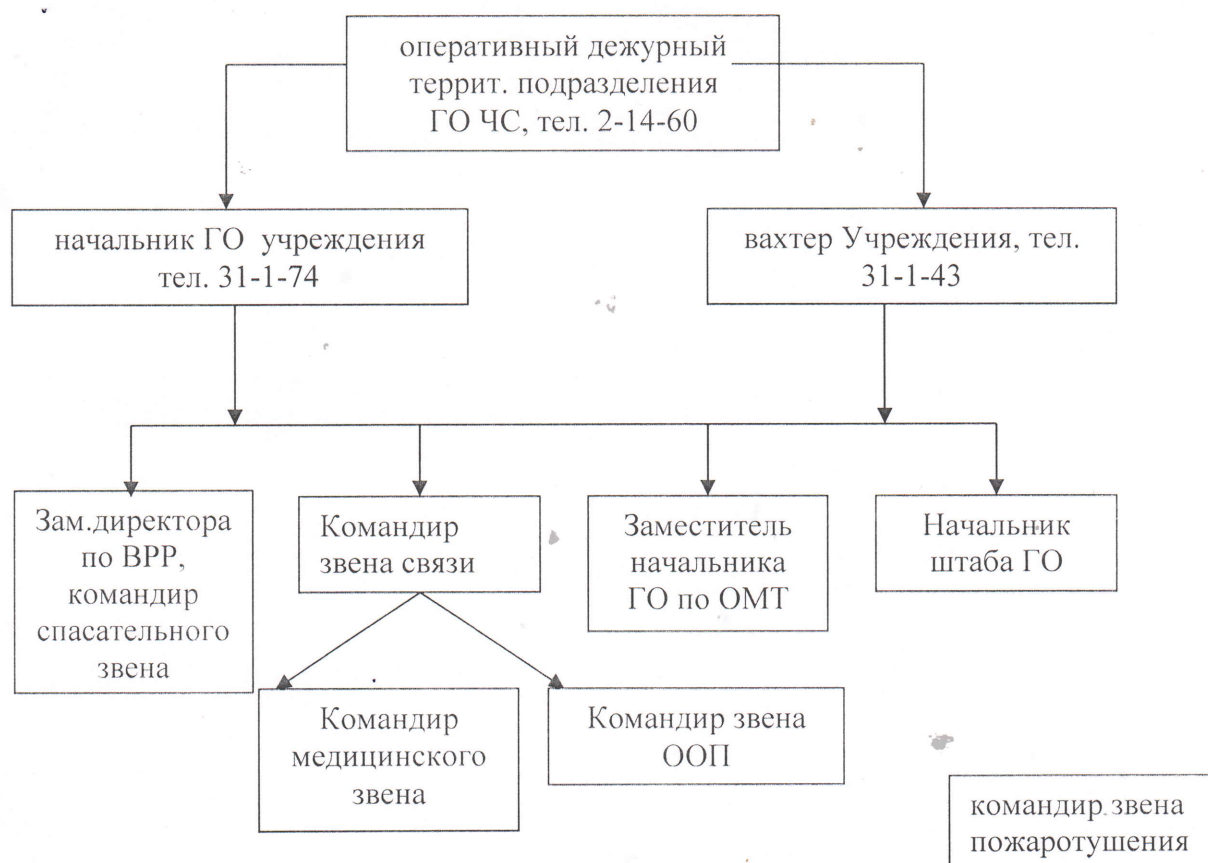 оперативный дежурный
террит. подразделения
ГО ЧС, тел. 2-14-60
начальник ГО учреждения
тел. 31-1-74
вахтер Учреждения, тел.
31-1-43
Зам.директора
по ВРР,
командир
спасательного
звена
Командир
звена связи
Заместитель
начальника
ГО по ОМТ
Начальник
штаба ГО
Командир
медицинского
звена
Командир звена
ООП
командир звена
пожаротушения